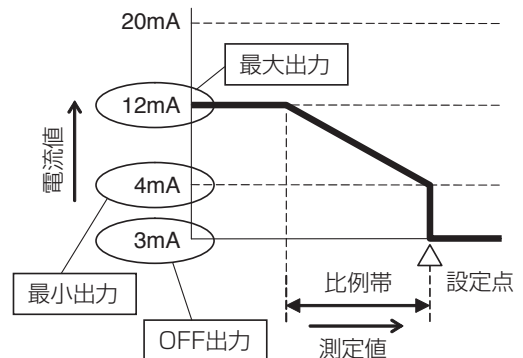 20mA
最大出力
12mA
電流値
4mA
3mA
最小出力
比例帯
設定点
OFF出力
測定値